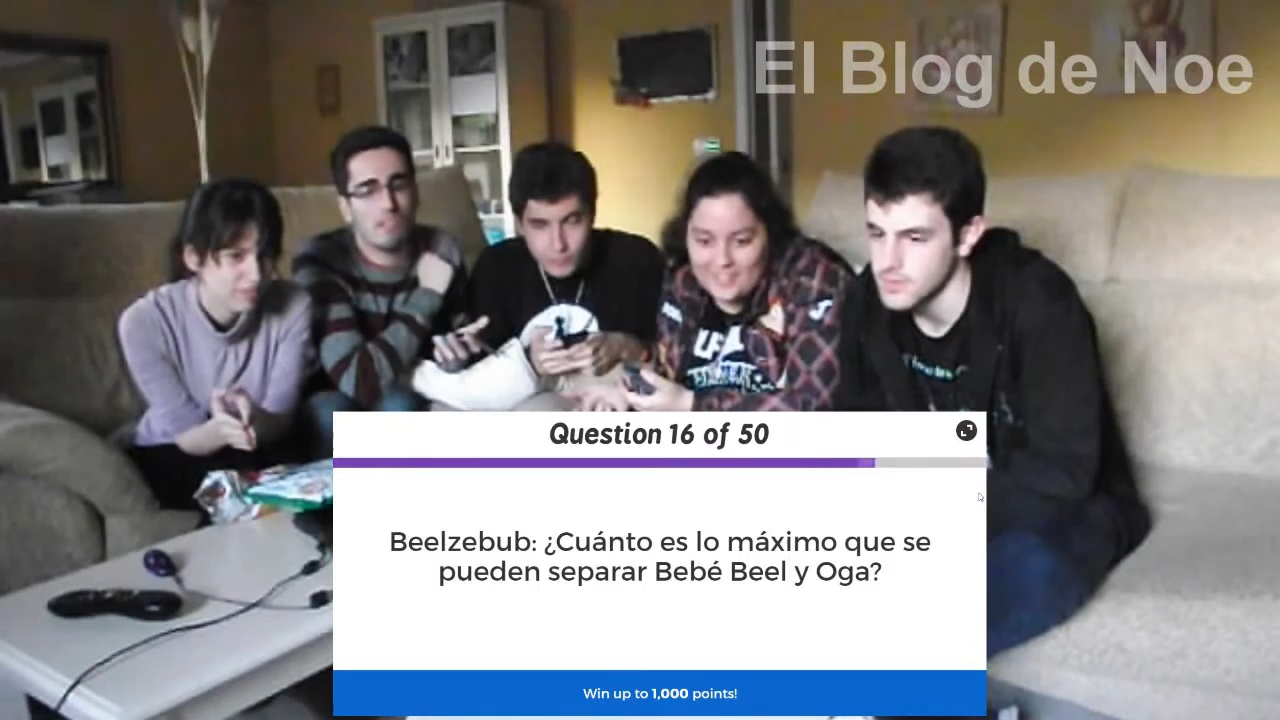 El Blog de Noe
Question 16 of 50
Beelzebub: ¿Cuánto es lo máximo que se
pueden separar Bebé Beel y Oga?
Win up to 1,000 points!